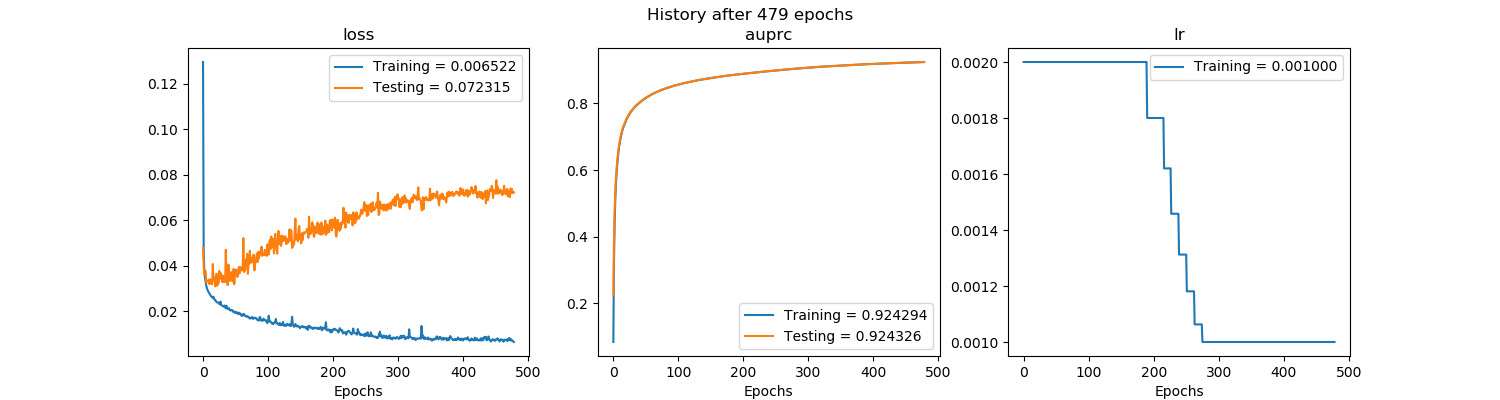 History after 479 epochs
loss
Training = 0.006522
Testing = 0.072315
0.12
0.10
0.08
0.06
0.04
0.02
0 100 200 300 400 500
Epochs
auprc
0.8
0.6
0.4
0.2
Training = 0.924294
Testing = 0.924326
0 100 200 300 400 500
Epochs
lr
Training = 0.001000
0.0020
0.0018
0.0016
0.0014
0.0012
0.0010
0 100 200 300 400 500
Epochs